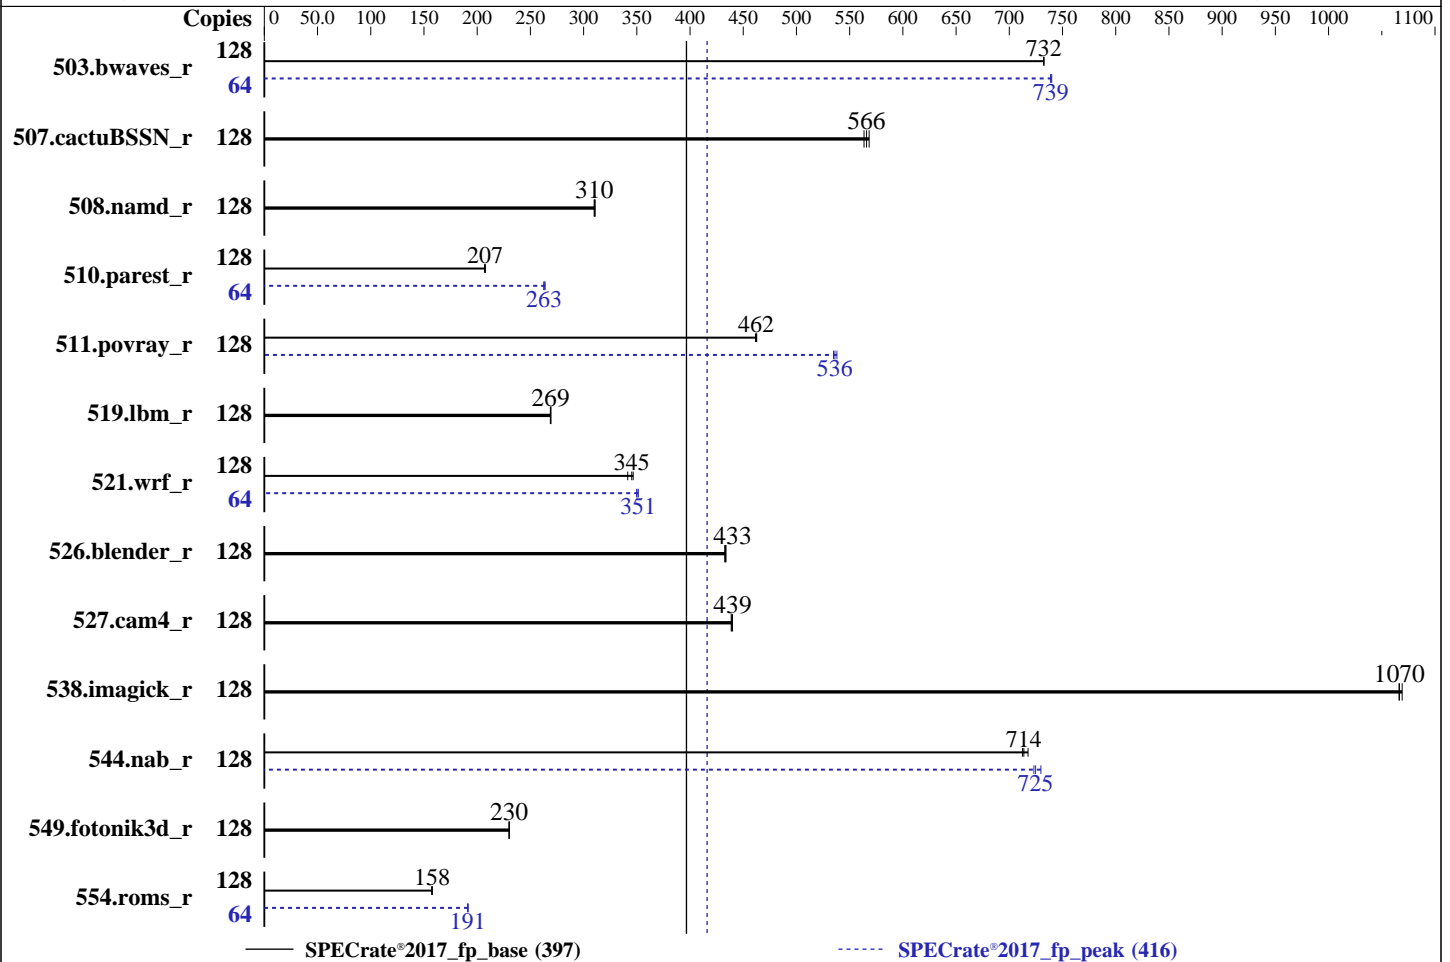 Copies 0 50.0 100 150 200 250 300 350 400 450 500 550 600 650 700 750 800 850 900 950 1000 1100
503.bwaves_r 128 732
64 739
507.cactuBSSN_r 128 566
508.namd_r 128 310
510.parest_r 128 207
64 263
511.povray_r 128 462
536
519.lbm_r 128 269
521.wrf_r 128 345
64 351
526.blender_r 128 433
527.cam4_r 128 439
538.imagick_r 128 1070
544.nab_r 128 714
725
549.fotonik3d_r 128 230
554.roms_r 128 158
64 191
SPECrate®2017_fp_base (397) SPECrate®2017_fp_peak (416)